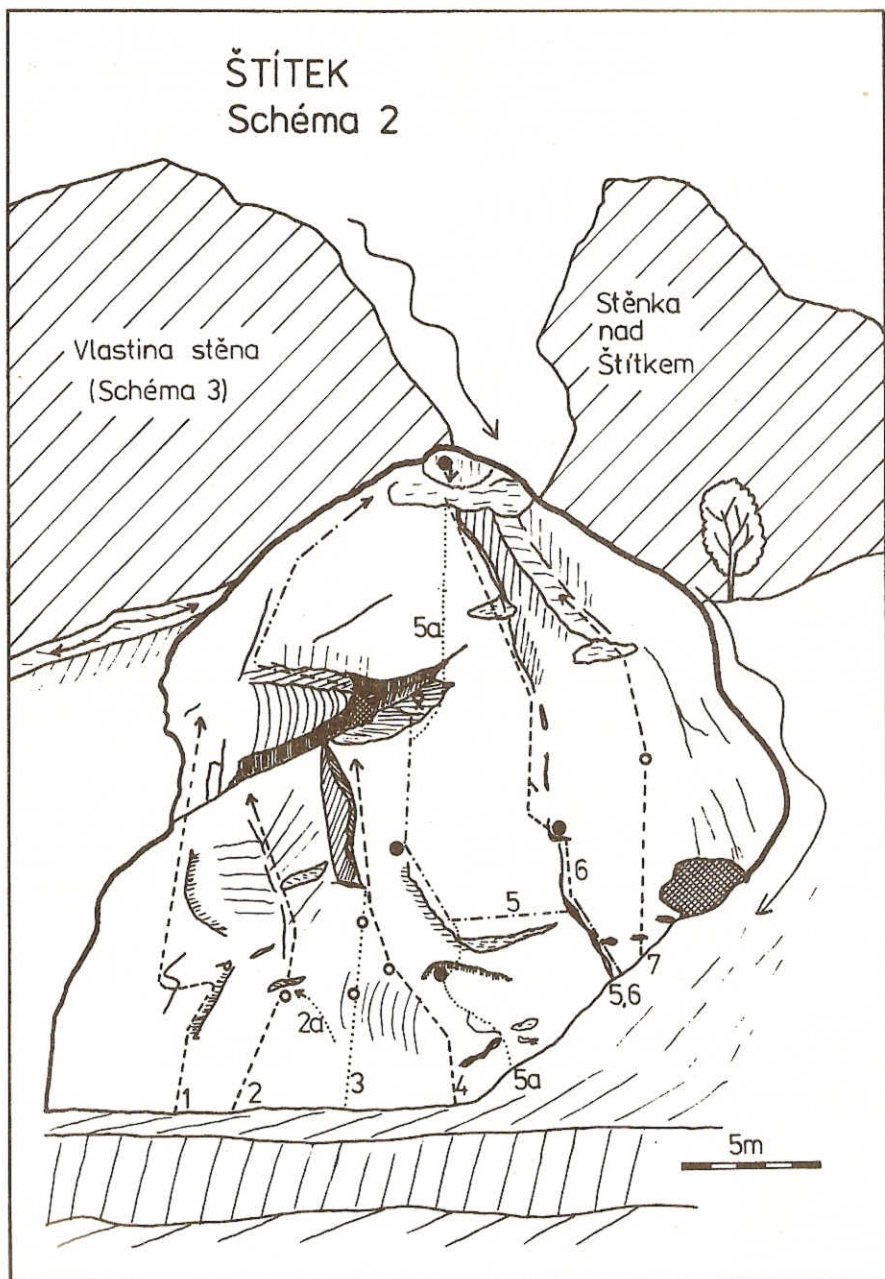 ŠTÍTEK
Schéma 2
Vlastina stěna
(Schéma 3)
Stěnka
nad
Štítkem
5a
6
5
7
5,6
2a
1
2
3
4
5a
5m